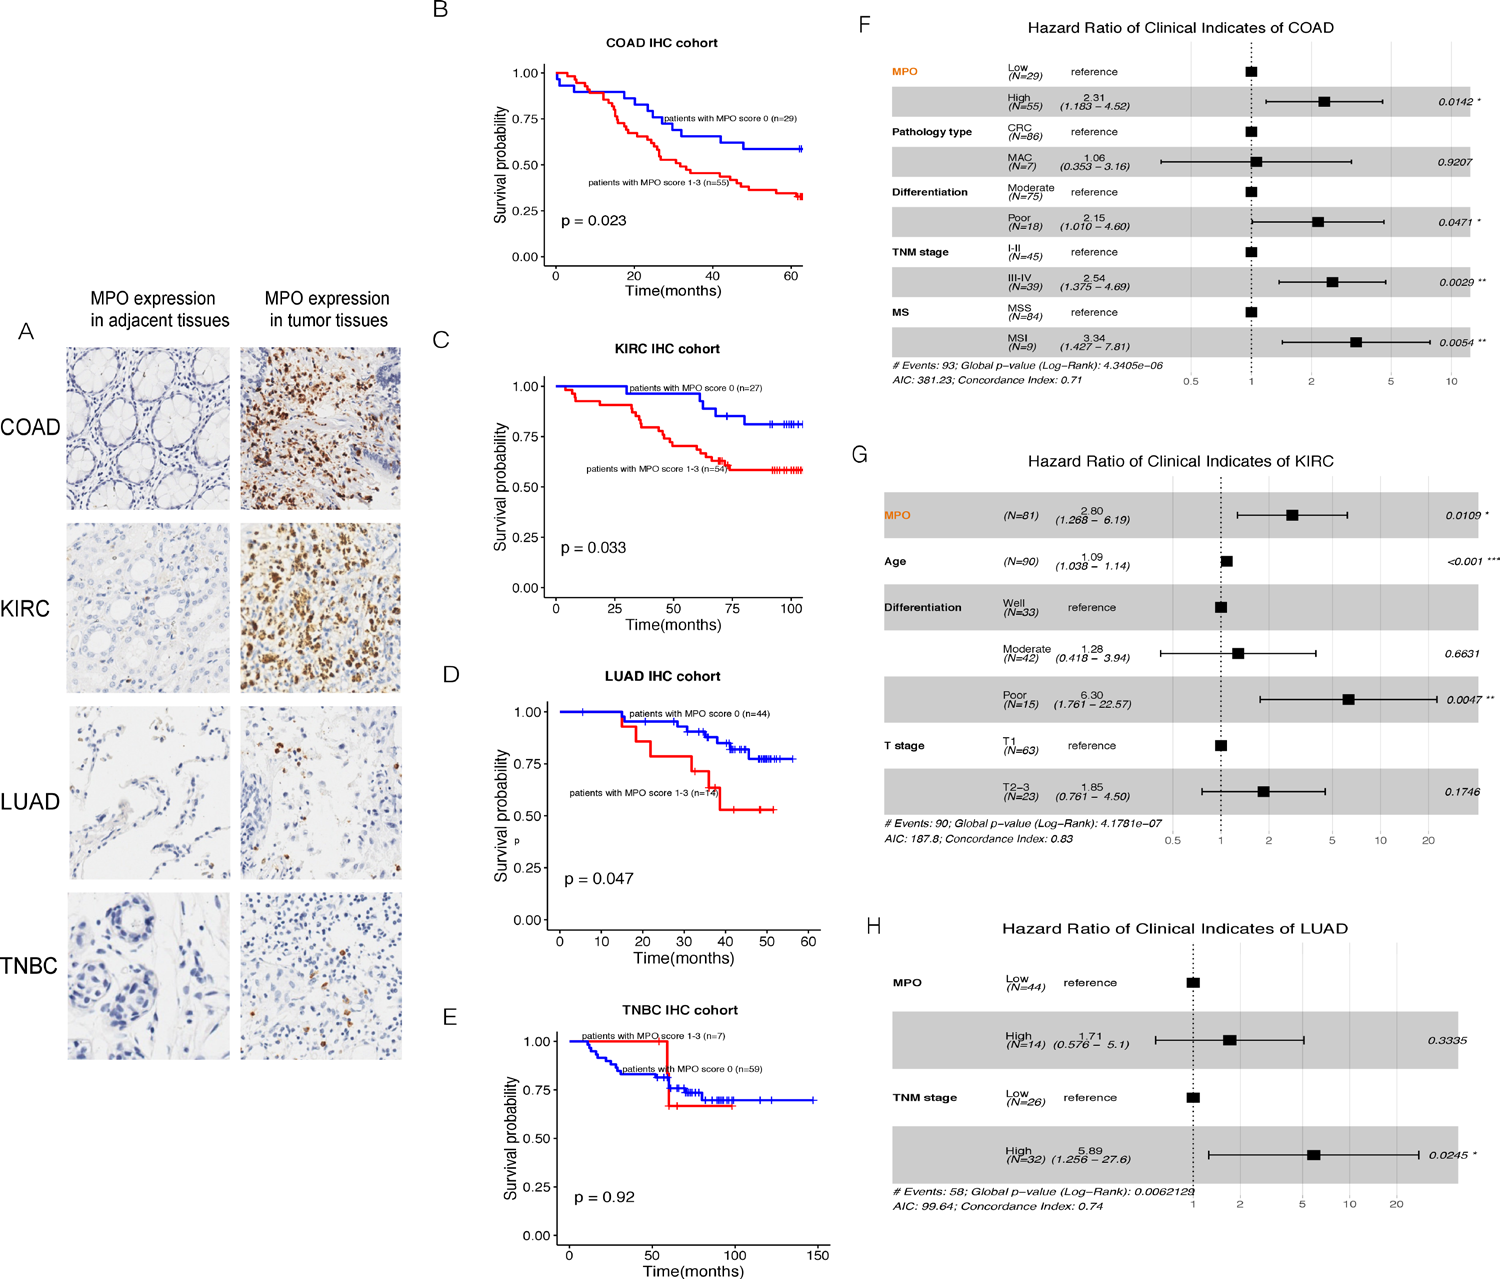 A
MPO expression
in adjacent tissues
MPO expression
in tumor tissues
COAD
KIRC
LUAD
TNBC
B
COAD IHC cohort
Survival probability
1.00
0.75
0.50
0.25
0.00
patients with MPO score 0 (n=29)
patients with MPO score 1-3 (n=55)
p = 0.023
0 20 40 60
Time(months)
C
KIRC IHC cohort
Survival probability
1.00
0.75
0.50
0.25
0.00
patients with MPO score 0 (n=27)
patients with MPO score 1-3 (n=54)
p = 0.033
0 25 50 75 100
Time(months)
D
LUAD IHC cohort
Survival probability
1.00
0.75
0.50
0.25
0.00
patients with MPO score 0 (n=44)
patients with MPO score 1-3 (n=14)
p
p = 0.047
0 10 20 30 40 50 60
Time(months)
E
TNBC IHC cohort
Survival probability
1.00
0.75
0.50
0.25
0.00
patients with MPO score 1-3 (n=7)
patients with MPO score 0 (n=59)
p = 0.92
0 50 100 150
Time(months)
F
Hazard Ratio of Clinical Indicates of COAD
MPO Low (N=29) reference
High (N=55) 2.31 (1.183 − 4.52) 0.0142 *
Pathology type CRC (N=86) reference
MAC (N=7) 1.06 (0.353 − 3.16) 0.9207
Differentiation Moderate (N=75) reference
Poor (N=18) 2.15 (1.010 − 4.60) 0.0471 *
TNM stage I-II (N=45) reference
III-IV (N=39) 2.54 (1.375 − 4.69) 0.0029 **
MS MSS (N=84) reference
MSI (N=9) 3.34 (1.427 − 7.81) 0.0054 **
# Events: 93; Global p−value (Log−Rank): 4.3405e−06
AIC: 381.23; Concordance Index: 0.71
0.5 1 2 5 10
G
Hazard Ratio of Clinical Indicates of KIRC
MPO (N=81) 2.80 (1.268 − 6.19) 0.0109 *
Age (N=90) 1.09 (1.038 − 1.14) <0.001 ***
Differentiation Well (N=33) reference
Moderate (N=42) 1.28 (0.418 − 3.94) 0.6631
Poor (N=15) 6.30 (1.761 − 22.57) 0.0047 **
T stage T1 (N=63) reference
T2−3 (N=23) 1.85 (0.761 − 4.50) 0.1746
# Events: 90; Global p−value (Log−Rank): 4.1781e−07
AIC: 187.8; Concordance Index: 0.83
0.5 1 2 5 10 20
H
Hazard Ratio of Clinical Indicates of LUAD
MPO Low (N=44) reference
High (N=14) 1.71 (0.576 − 5.1) 0.3335
TNM stage Low (N=26) reference
High (N=32) 5.89 (1.256 − 27.6) 0.0245 *
# Events: 58; Global p−value (Log−Rank): 0.0062129
AIC: 99.64; Concordance Index: 0.74
1 2 5 10 20